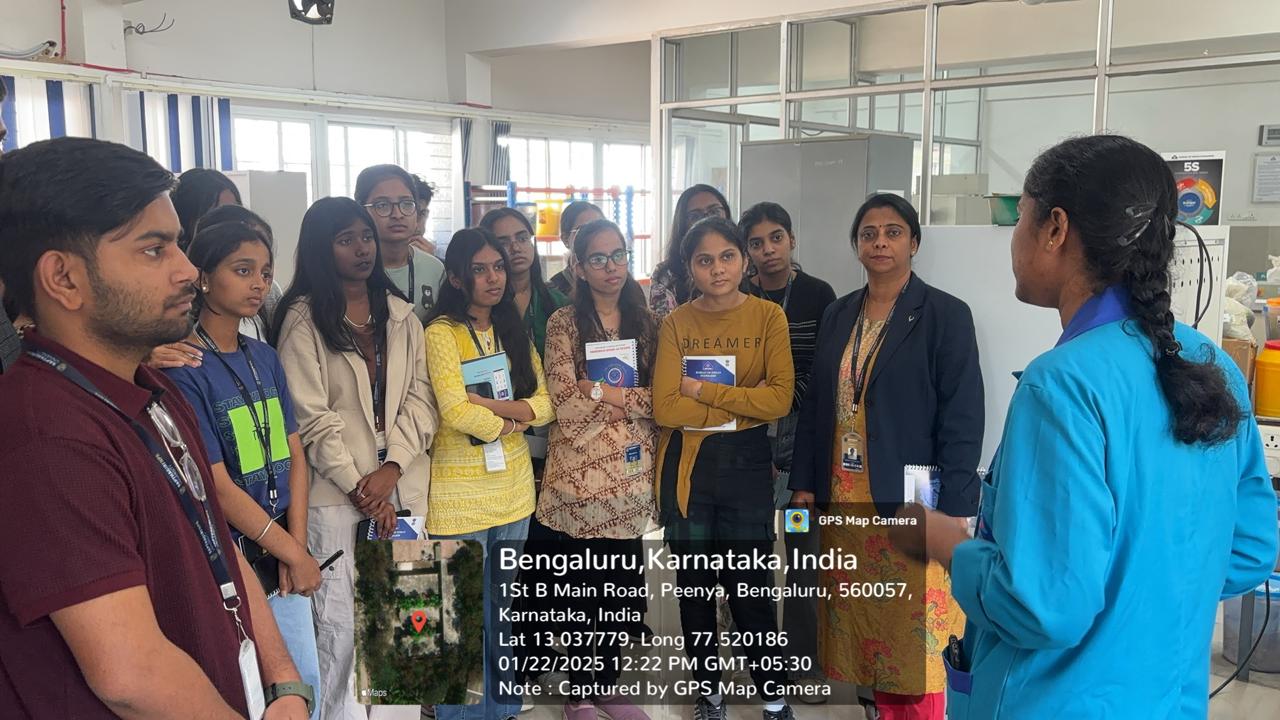 5S
DREAMER
GPS Map Camera
Bengaluru,Karnataka,India
1St B Main Road, Peenya, Bengaluru, 560057,
Karnataka, India
Lat 13.037779, Long 77.520186
01/22/2025 12:22 PM GMT+05:30
Note : Captured by GPS Map Camera
Maps